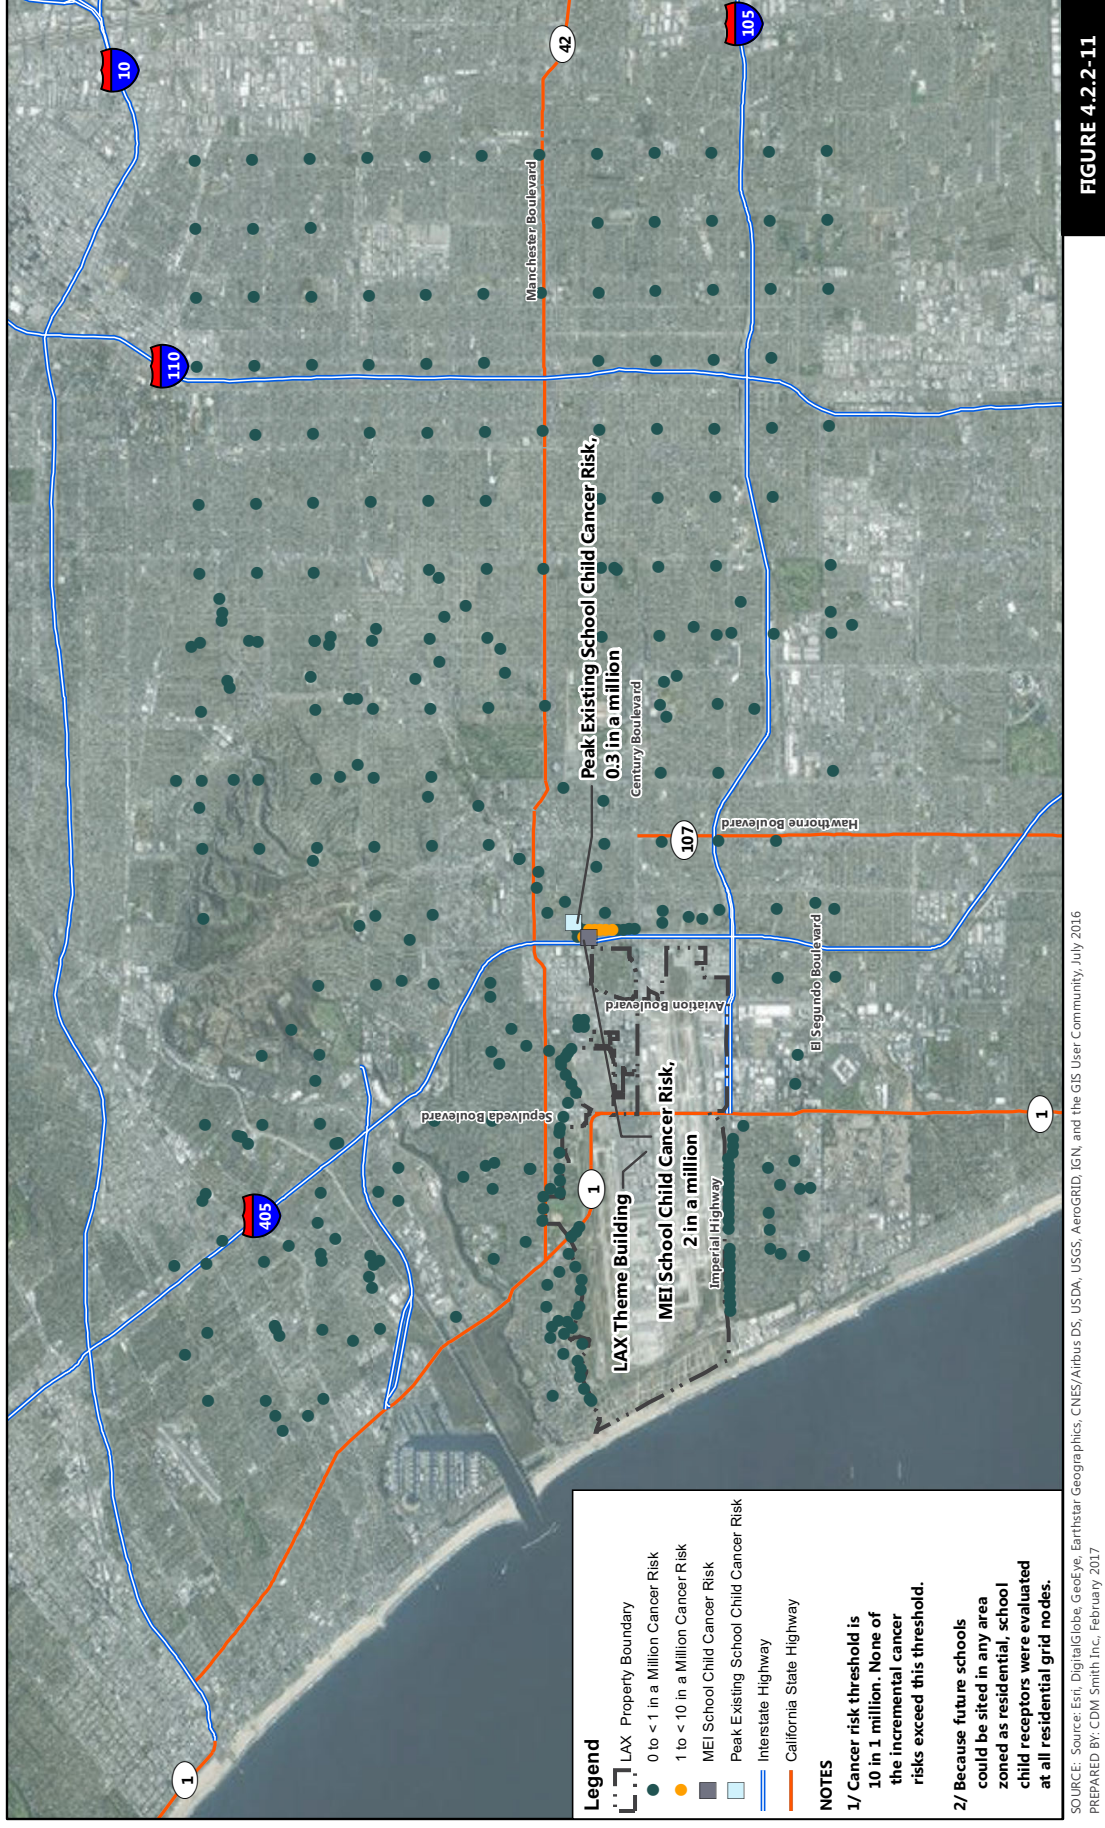 1
405
10
110
42
105
1
107
1
Manchester Boulevard
Sepulveda Boulevard
Aviation Boulevard
Century Boulevard
Hawthorne Boulevard
El Segundo Boulevard
Imperial Highway
Peak Existing School Child Cancer Risk,
0.3 in a million
LAX Theme Building
MEI School Child Cancer Risk,
2 in a million
Legend
LAX Property Boundary
0 to < 1 in a Million Cancer Risk
1 to < 10 in a Million Cancer Risk
MEI School Child Cancer Risk
Peak Existing School Child Cancer Risk
Interstate Highway
California State Highway
NOTES
1/ Cancer risk threshold is
10 in 1 million. None of
the incremental cancer
risks exceed this threshold.
2/ Because future schools
could be sited in any area
zoned as residential, school
child receptors were evaluated
at all residential grid nodes.
SOURCE: Source: Esri, DigitalGlobe, GeoEye, Earthstar Geographics, CNES/Airbus DS, USDA, USGS, AeroGRID, IGN, and the GIS User Community, July 2016
PREPARED BY: CDM Smith Inc., February 2017
FIGURE 4.2.2-11